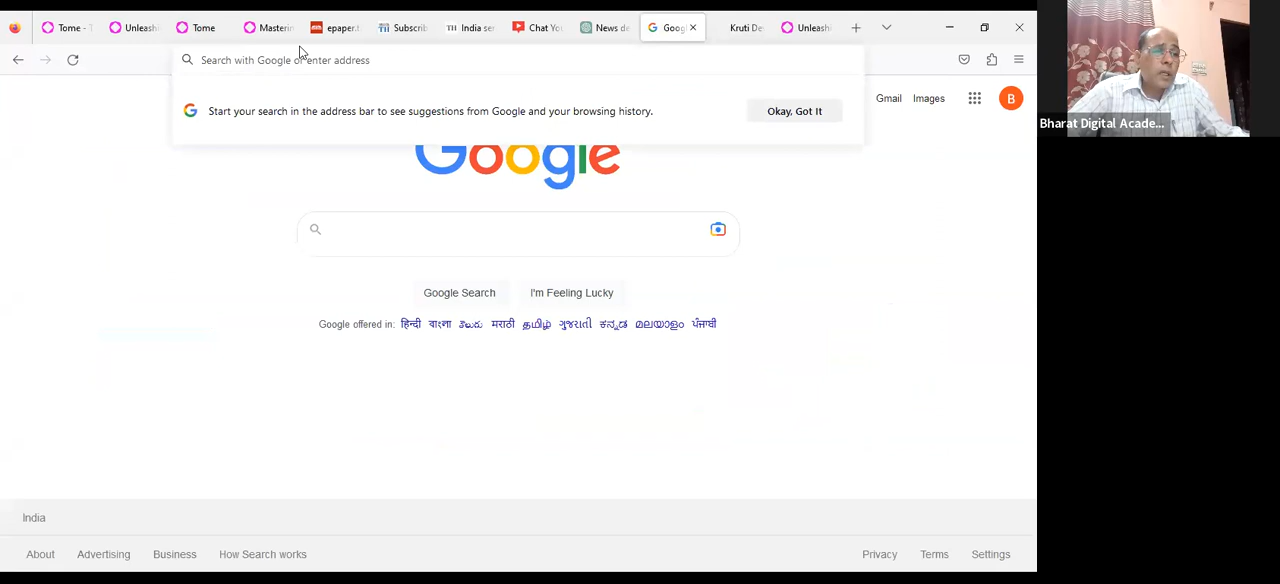 Tome - Unleash Tome Masterin epaper.t Subscrib India ser Chat You News de Goog Kruti De Unleashi
Search with Google or enter address
Start your search in the address bar to see suggestions from Google and your browsing history. Okay, Got It
Gmail Images B
Bharat Digital Acade...
Google
Google Search I'm Feeling Lucky
Google offered in: हिन्दी বাংলা తెలుగు मराठी தமிழ் ગુજરાતી ಕನ್ನಡ മലയാളം ਪੰਜਾਬੀ
India
About Advertising Business How Search works Privacy Terms Settings